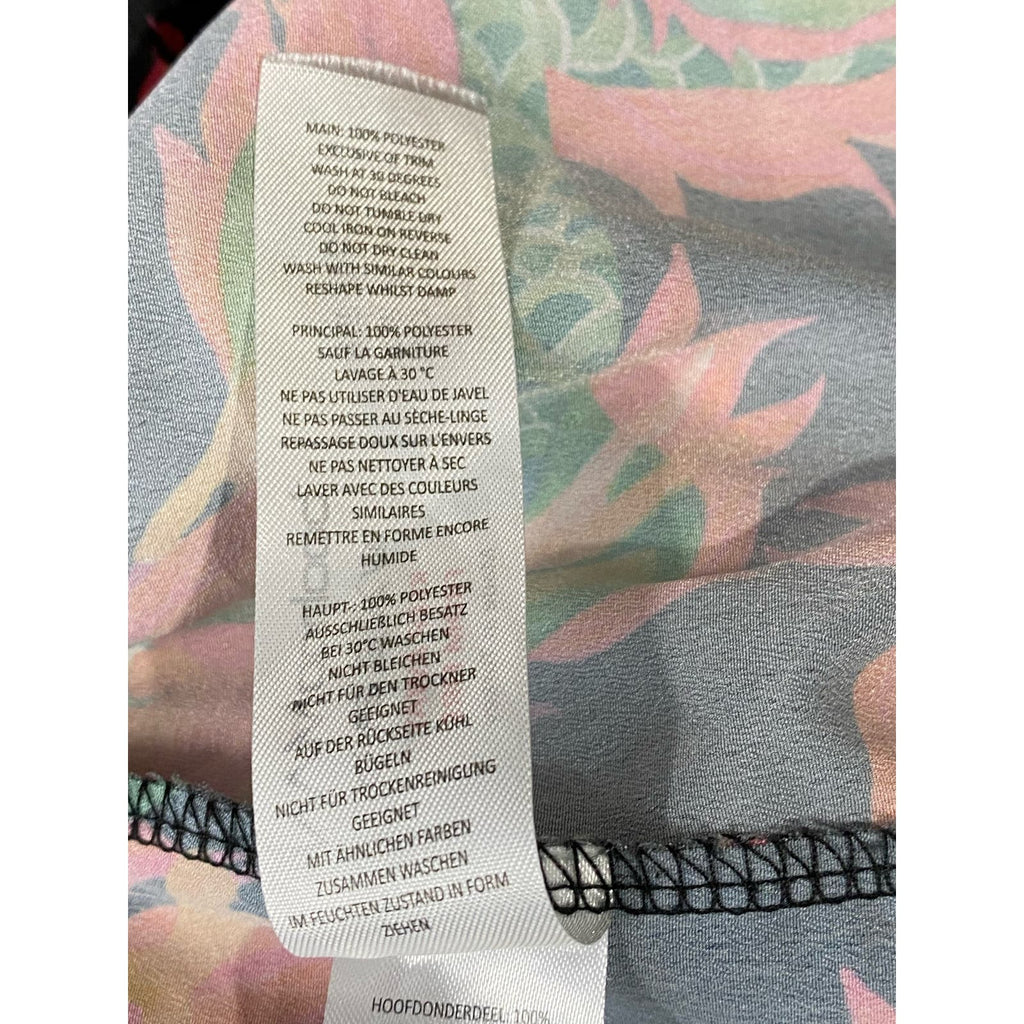 MAIN: 100% POLYESTER
EXCLUSIVE OF TRIM
WASH AT 30 DEGREES
DO NOT BLEACH
DO NOT TUMBLE DRY
COOL IRON ON REVERSE
DO NOT DRY CLEAN
WASH WITH SIMILAR COLOURS
RESHAPE WHILST DAMP
PRINCIPAL: 100% POLYESTER
SAUF LA GARNITURE
LAVAGE À 30 °C
NE PAS UTILISER D'EAU DE JAVEL
NE PAS PASSER AU SÈCHE-LINGE
REPASSAGE DOUX SUR L'ENVERS
NE PAS NETTOYER À SEC
LAVER AVEC DES COULEURS
SIMILAIRES
REMETTRE EN FORME ENCORE
HUMIDE
HAUPT-: 100% POLYESTER
AUSSCHLIEßLICH BESATZ
BEI 30°C WASCHEN
NICHT BLEICHEN
NICHT FÜR DEN TROCKNER
GEEIGNET
AUF DER RÜCKSEITE KÜHL
BÜGELN
NICHT FÜR TROCKENREINIGUNG
GEEIGNET
MIT ÄHNLICHEN FARBEN
ZUSAMMEN WASCHEN
IM FEUCHTEN ZUSTAND IN FORM
ZIEHEN
HOOFDONDERDEEL: 100%